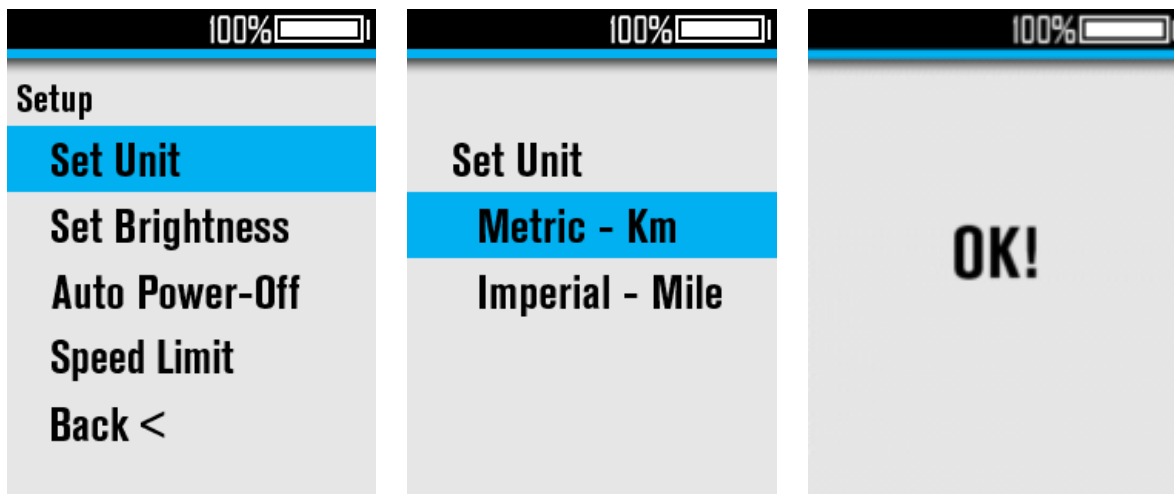 100%
Setup
Set Unit
Set Brightness
Auto Power-Off
Speed Limit
Back <
100%
Set Unit
Metric - Km
Imperial - Mile
100%
OK!